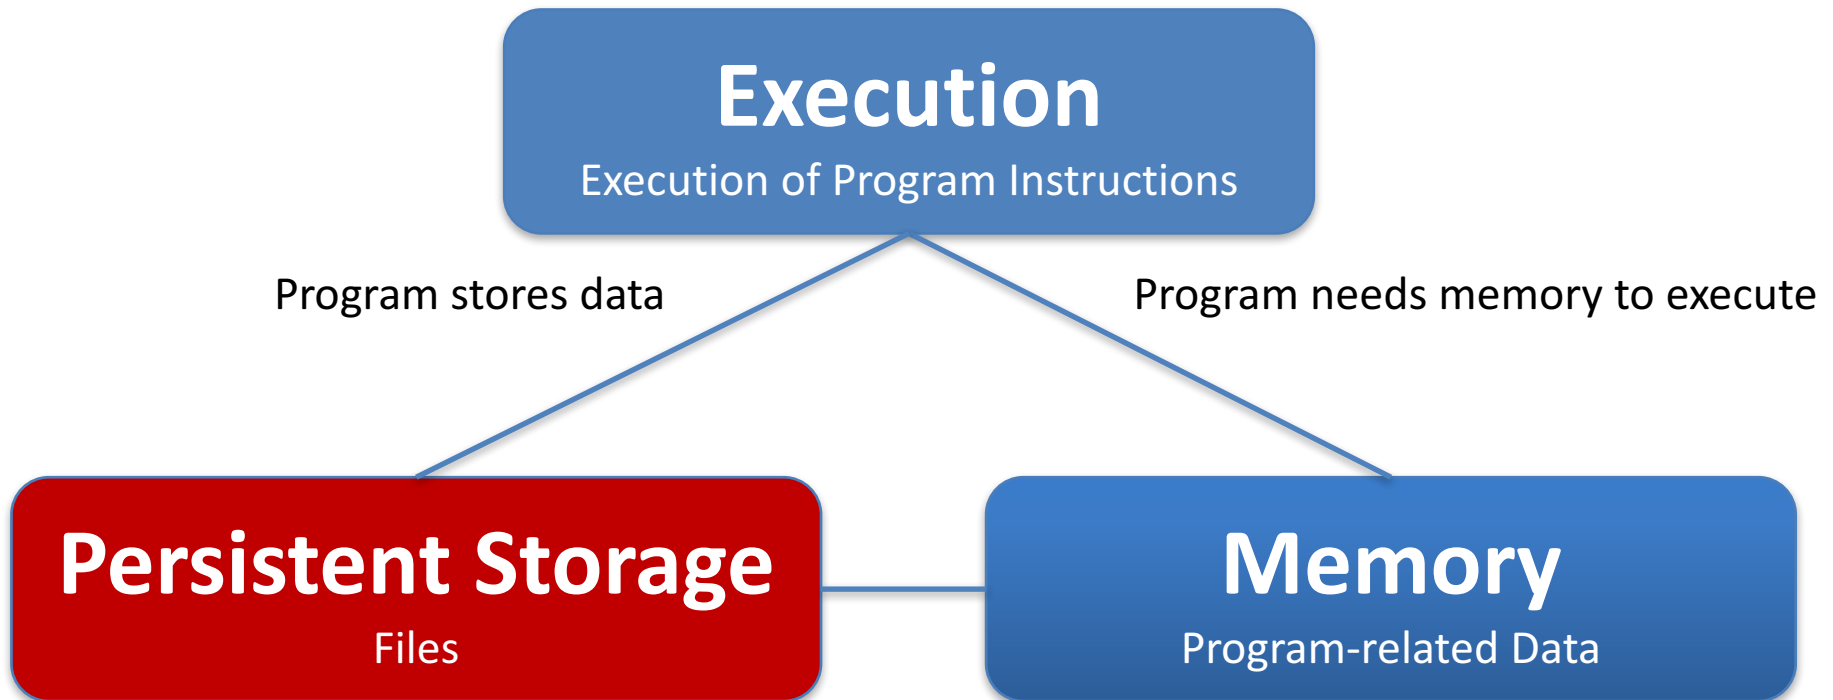 Execution
Execution of Program Instructions
Program stores data
Program needs memory to execute
Persistent Storage
Files
Memory
Program-related Data